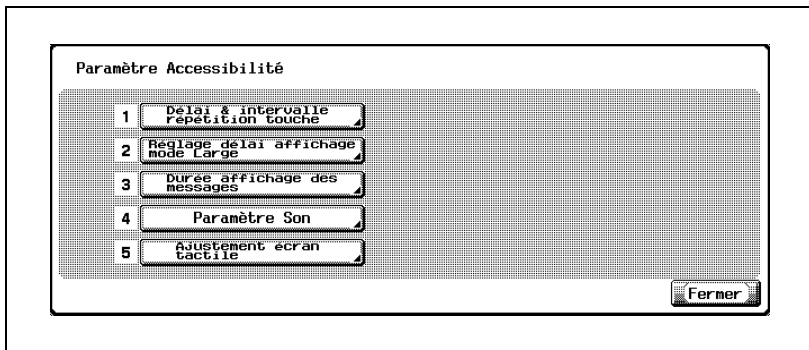 Paramètre Accessibilité
1 Délai & intervalle
répétition touche
2 Réglage délai affichage
mode Large
3 Durée affichage des
messages
4 Paramètre Son
5 Ajustement écran
tactile
Fermer